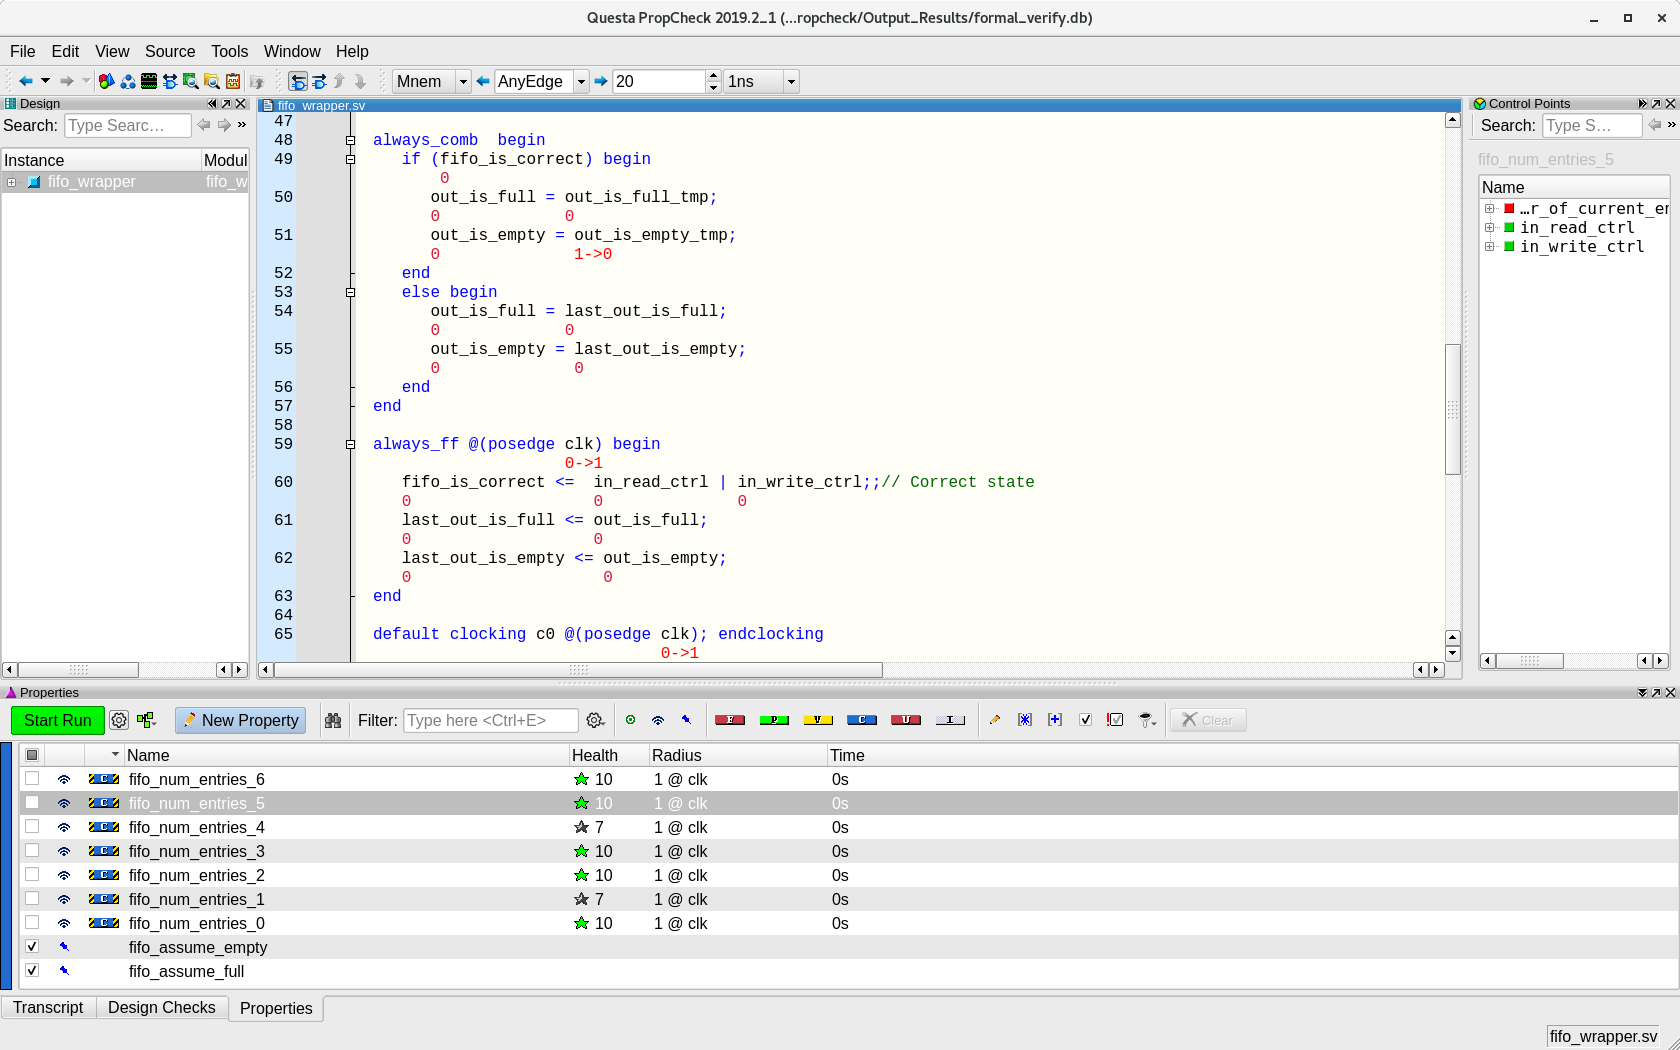 Questa PropCheck 2019.2_1 (...ropcheck/Output_Results/formal_verify.db)
File Edit View Source Tools Window Help
Mnem AnyEdge 20 1ns
Design
Search: Type Searc...
Instance Modul
fifo_wrapper fifo_w
fifo_wrapper.sv
47
48 always_comb  begin
49 if (fifo_is_correct) begin
0
50 out_is_full = out_is_full_tmp;
0 0
51 out_is_empty = out_is_empty_tmp;
0 1->0
52 end
53 else begin
54 out_is_full = last_out_is_full;
0 0
55 out_is_empty = last_out_is_empty;
0 0
56 end
57 end
58
59 always_ff @(posedge clk) begin
0->1
60 fifo_is_correct <=  in_read_ctrl | in_write_ctrl;;// Correct state
0 0 0
61 last_out_is_full <= out_is_full;
0 0
62 last_out_is_empty <= out_is_empty;
0 0
63 end
64
65 default clocking c0 @(posedge clk); endclocking
0->1
Control Points
Search: Type S...
fifo_num_entries_5
Name
…r_of_current_er
in_read_ctrl
in_write_ctrl
Properties
Start Run New Property Filter: Type here <Ctrl+E> F P V C U I Clear
Name Health Radius Time
C fifo_num_entries_6 10 1 @ clk 0s
C fifo_num_entries_5 10 1 @ clk 0s
C fifo_num_entries_4 7 1 @ clk 0s
C fifo_num_entries_3 10 1 @ clk 0s
C fifo_num_entries_2 10 1 @ clk 0s
C fifo_num_entries_1 7 1 @ clk 0s
C fifo_num_entries_0 10 1 @ clk 0s
fifo_assume_empty
fifo_assume_full
Transcript Design Checks Properties
fifo_wrapper.sv